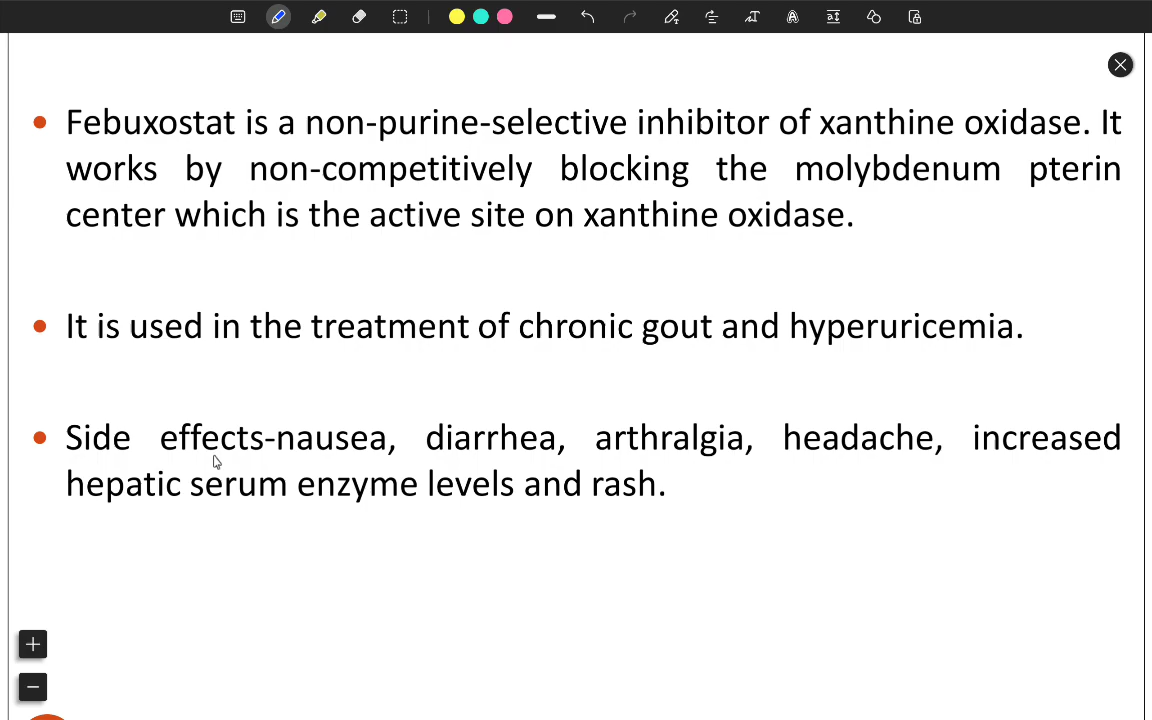 • Febuxostat is a non-purine-selective inhibitor of xanthine oxidase. It
works by non-competitively blocking the molybdenum pterin
center which is the active site on xanthine oxidase.
• It is used in the treatment of chronic gout and hyperuricemia.
• Side effects-nausea, diarrhea, arthralgia, headache, increased
hepatic serum enzyme levels and rash.